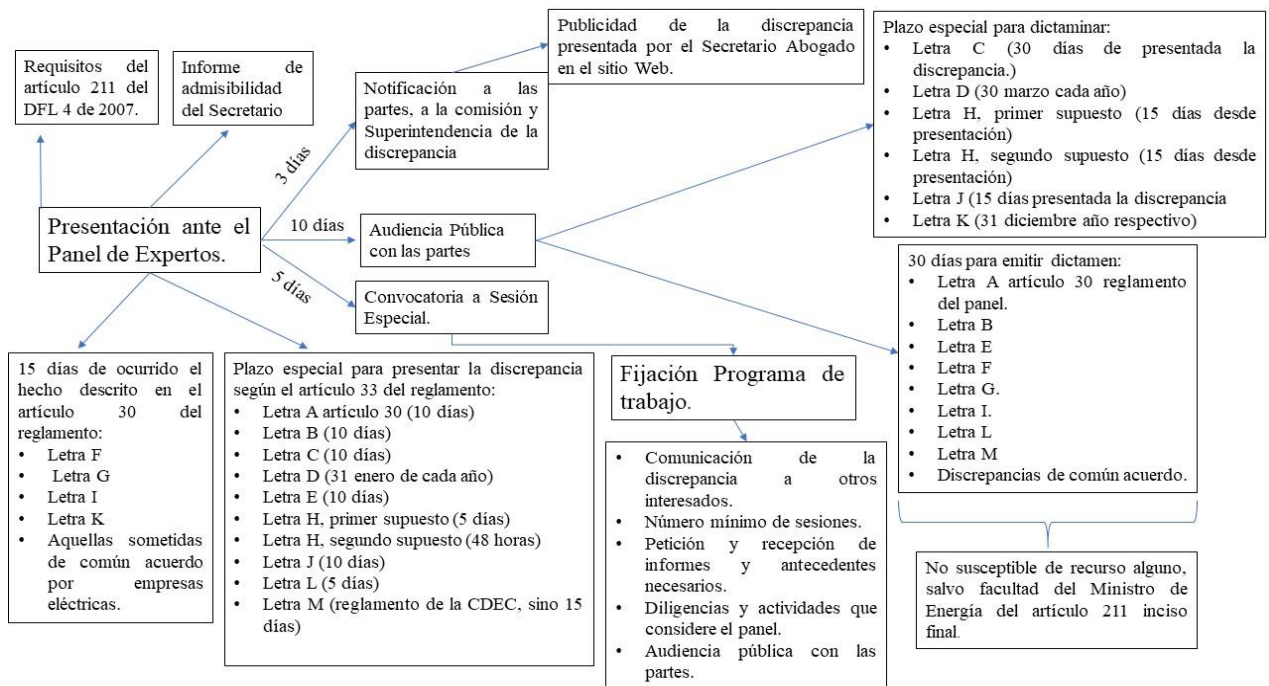 Requisitos del
artículo 211 del
DFL 4 de 2007.
Informe de
admisibilidad
del Secretario
Notificación a las
partes, a la comisión y
Superintendencia de la
discrepancia
Publicidad de la discrepancia
presentada por el Secretario Abogado
en el sitio Web.
Plazo especial para dictaminar:
• Letra C (30 días de presentada la
discrepancia.)
• Letra D (30 marzo cada año)
• Letra H, primer supuesto (15 días desde
presentación)
• Letra H, segundo supuesto (15 días desde
presentación)
• Letra J (15 días presentada la discrepancia
• Letra K (31 diciembre año respectivo)
3 días
Presentación ante el
Panel de Expertos.
10 días
Audiencia Pública
con las partes
5 días
Convocatoria a Sesión
Especial.
30 días para emitir dictamen:
• Letra A artículo 30 reglamento
del panel.
• Letra B
• Letra E
• Letra F
• Letra G.
• Letra I.
• Letra L
• Letra M
• Discrepancias de común acuerdo.
15 días de ocurrido el
hecho descrito en el
artículo 30 del
reglamento:
• Letra F
• Letra G
• Letra I
• Letra K
• Aquellas sometidas
de común acuerdo
por empresas
eléctricas.
Plazo especial para presentar la discrepancia
según el artículo 33 del reglamento:
• Letra A artículo 30 (10 días)
• Letra B (10 días)
• Letra C (10 días)
• Letra D (31 enero de cada año)
• Letra E (10 días)
• Letra H, primer supuesto (5 días)
• Letra H, segundo supuesto (48 horas)
• Letra J (10 días)
• Letra L (5 días)
• Letra M (reglamento de la CDEC, sino 15
días)
Fijación Programa de
trabajo.
• Comunicación de la
discrepancia a otros
interesados.
• Número mínimo de sesiones.
• Petición y recepción de
informes y antecedentes
necesarios.
• Diligencias y actividades que
considere el panel.
• Audiencia pública con las
partes.
No susceptible de recurso alguno,
salvo facultad del Ministro de
Energía del artículo 211 inciso
final.